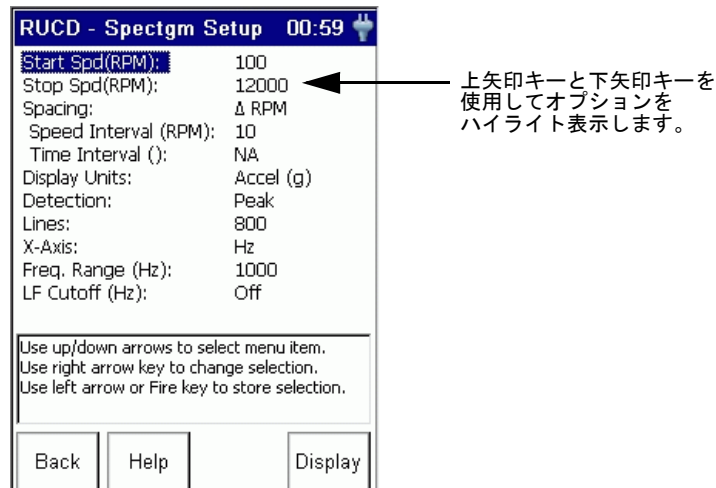 RUCD - Spectgm Setup 00:59
Start Spd(RPM): 100
Stop Spd(RPM): 12000
Spacing: Δ RPM
Speed Interval (RPM): 10
Time Interval (): NA
Display Units: Accel (g)
Detection: Peak
Lines: 800
X-Axis: Hz
Freq. Range (Hz): 1000
LF Cutoff (Hz): Off
Use up/down arrows to select menu item.
Use right arrow key to change selection.
Use left arrow or Fire key to store selection.
Back Help Display
上矢印キーと下矢印キーを
使用してオプションを
ハイライト表示します。